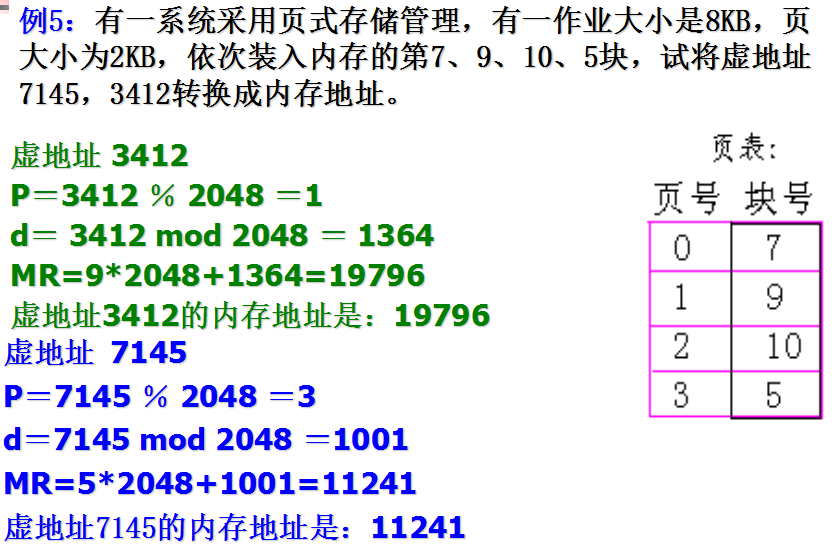 例5：有一系统采用页式存储管理，有一作业大小是8KB，页
大小为2KB，依次装入内存的第7、9、10、5块，试将虚地址
7145，3412转换成内存地址。
虚地址 3412
P＝3412 ％ 2048 ＝1
d＝ 3412 mod 2048 ＝ 1364
MR=9*2048+1364=19796
虚地址3412的内存地址是：19796
虚地址 7145
P＝7145 ％ 2048 ＝3
d＝7145 mod 2048 ＝1001
MR=5*2048+1001=11241
虚地址7145的内存地址是：11241
页表:
页号 块号
0 7
1 9
2 10
3 5